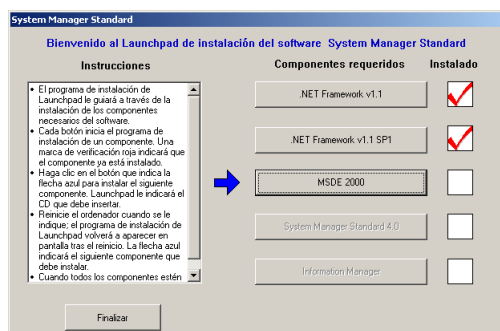 System Manager Standard
Bienvenido al Launchpad de instalación del software System Manager Standard
Instrucciones
• El programa de instalación de
Launchpad le guiará a través de la
instalación de los componentes
necesarios del software.
• Cada botón inicia el programa de
instalación de un componente. Una
marca de verificación roja indicará que
el componente ya está instalado.
• Haga clic en el botón que indica la
flecha azul para instalar el siguiente
componente. Launchpad le indicará el
CD que debe insertar.
• Reinicie el ordenador cuando se le
indique; el programa de instalación de
Launchpad volverá a aparecer en
pantalla tras el reinicio. La flecha azul
indicará el siguiente componente que
debe instalar.
• Cuando todos los componentes estén
Componentes requeridos Instalado
.NET Framework v1.1
.NET Framework v1.1 SP1
MSDE 2000
System Manager Standard 4.0
Information Manager
Finalizar